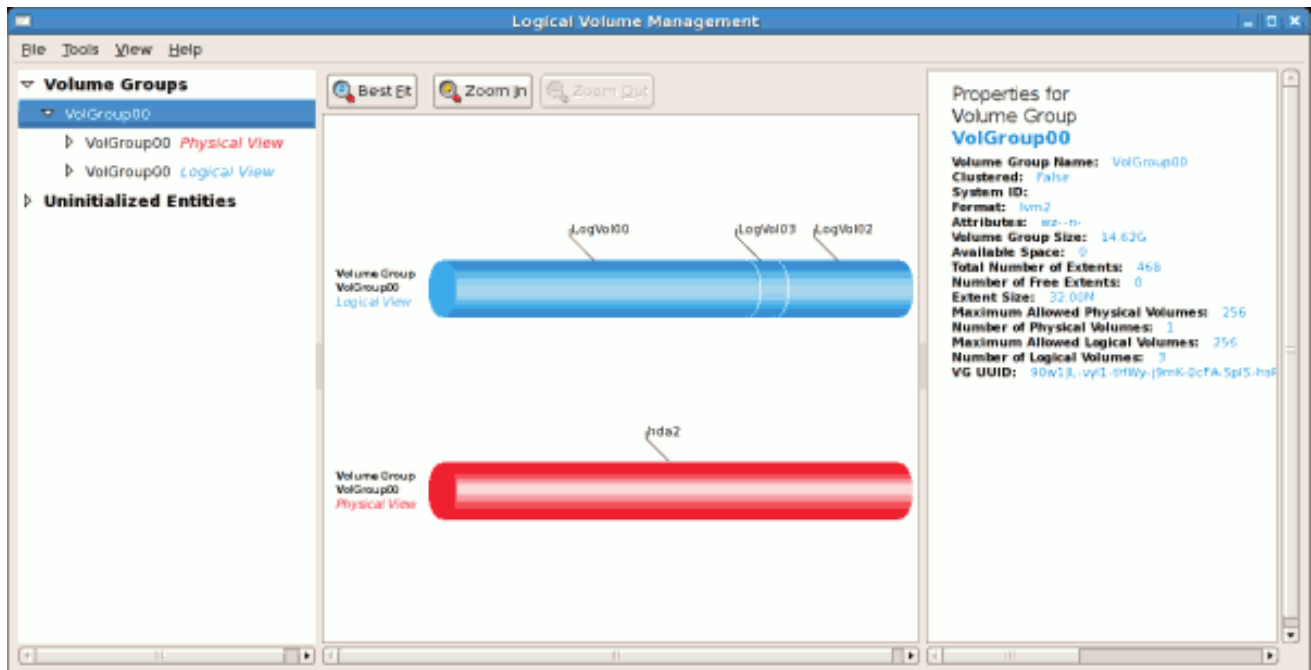 Logical Volume Management
File Tools View Help
Volume Groups
VolGroup00
VolGroup00 Physical View
VolGroup00 Logical View
Uninitialized Entities
Best Fit Zoom In Zoom Out
LogVol00 LogVol03 LogVol02
Volume Group
VolGroup00
Logical View
hda2
Volume Group
VolGroup00
Physical View
Properties for
Volume Group
VolGroup00
Volume Group Name: VolGroup00
Clustered: False
System ID:
Format: lvm2
Attributes: wz--n-
Volume Group Size: 14.62G
Available Space: 0
Total Number of Extents: 468
Number of Free Extents: 0
Extent Size: 32.00M
Maximum Allowed Physical Volumes: 256
Number of Physical Volumes: 1
Maximum Allowed Logical Volumes: 256
Number of Logical Volumes: 3
VG UUID: